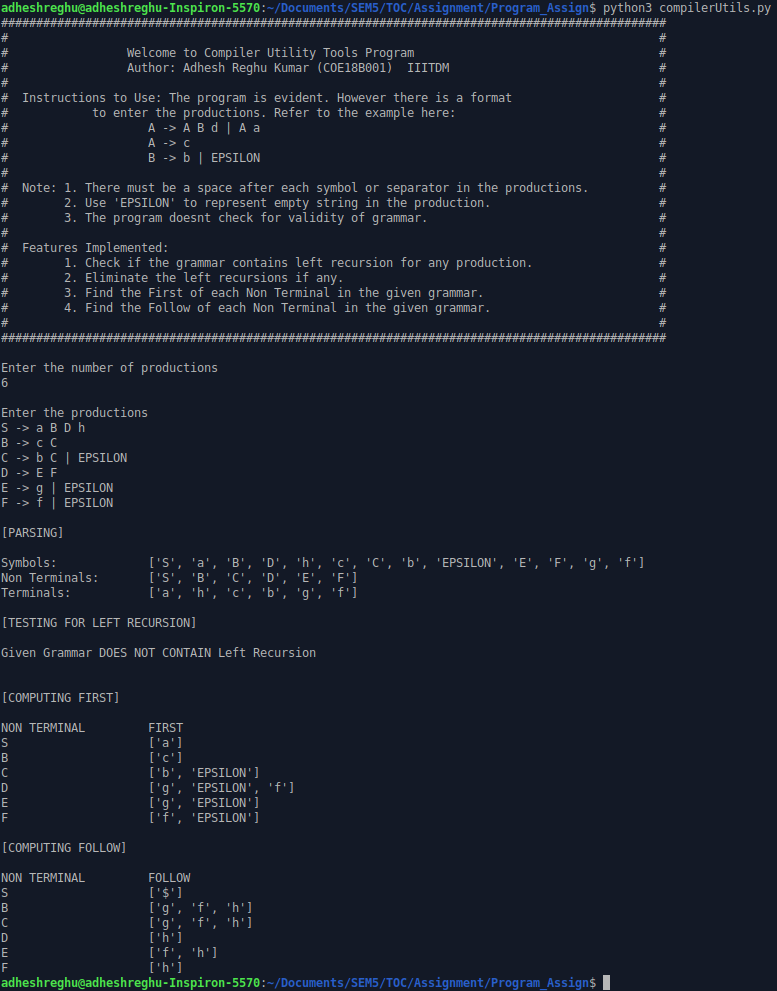 adheshreghu@adheshreghu-Inspiron-5570:~/Documents/SEM5/TOC/Assignment/Program_Assign$ python3 compilerUtils.py
###############################################################################################
#                                                                                             #
#                 Welcome to Compiler Utility Tools Program                                   #
#                 Author: Adhesh Reghu Kumar (COE18B001)  IIITDM                              #
#                                                                                             #
#  Instructions to Use: The program is evident. However there is a format                     #
#            to enter the productions. Refer to the example here:                             #
#                    A -> A B d | A a                                                         #
#                    A -> c                                                                   #
#                    B -> b | EPSILON                                                         #
#                                                                                             #
#  Note: 1. There must be a space after each symbol or separator in the productions.          #
#        2. Use 'EPSILON' to represent empty string in the production.                        #
#        3. The program doesnt check for validity of grammar.                                 #
#                                                                                             #
#  Features Implemented:                                                                      #
#        1. Check if the grammar contains left recursion for any production.                  #
#        2. Eliminate the left recursions if any.                                             #
#        3. Find the First of each Non Terminal in the given grammar.                         #
#        4. Find the Follow of each Non Terminal in the given grammar.                        #
#                                                                                             #
###############################################################################################
Enter the number of productions
6
Enter the productions
S -> a B D h
B -> c C
C -> b C | EPSILON
D -> E F
E -> g | EPSILON
F -> f | EPSILON
[PARSING]
Symbols:             ['S', 'a', 'B', 'D', 'h', 'c', 'C', 'b', 'EPSILON', 'E', 'F', 'g', 'f']
Non Terminals:       ['S', 'B', 'C', 'D', 'E', 'F']
Terminals:           ['a', 'h', 'c', 'b', 'g', 'f']
[TESTING FOR LEFT RECURSION]
Given Grammar DOES NOT CONTAIN Left Recursion
[COMPUTING FIRST]
NON TERMINAL         FIRST
S                    ['a']
B                    ['c']
C                    ['b', 'EPSILON']
D                    ['g', 'EPSILON', 'f']
E                    ['g', 'EPSILON']
F                    ['f', 'EPSILON']
[COMPUTING FOLLOW]
NON TERMINAL         FOLLOW
S                    ['$']
B                    ['g', 'f', 'h']
C                    ['g', 'f', 'h']
D                    ['h']
E                    ['f', 'h']
F                    ['h']
adheshreghu@adheshreghu-Inspiron-5570:~/Documents/SEM5/TOC/Assignment/Program_Assign$